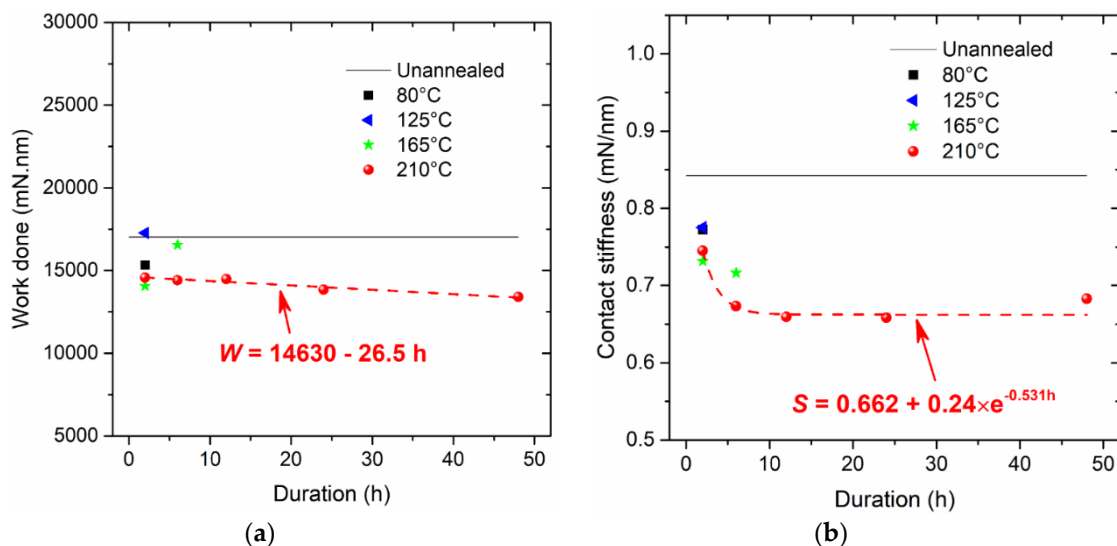 30000
25000
20000
15000
10000
5000
Work done (mN.nm)
Unannealed
80°C
125°C
165°C
210°C
W = 14630 - 26.5 h
0 10 20 30 40 50
Duration (h)
(a)
1.0
0.9
0.8
0.7
0.6
0.5
Contact stiffness (mN/nm)
Unannealed
80°C
125°C
165°C
210°C
S = 0.662 + 0.24×e^-0.531h
0 10 20 30 40 50
Duration (h)
(b)